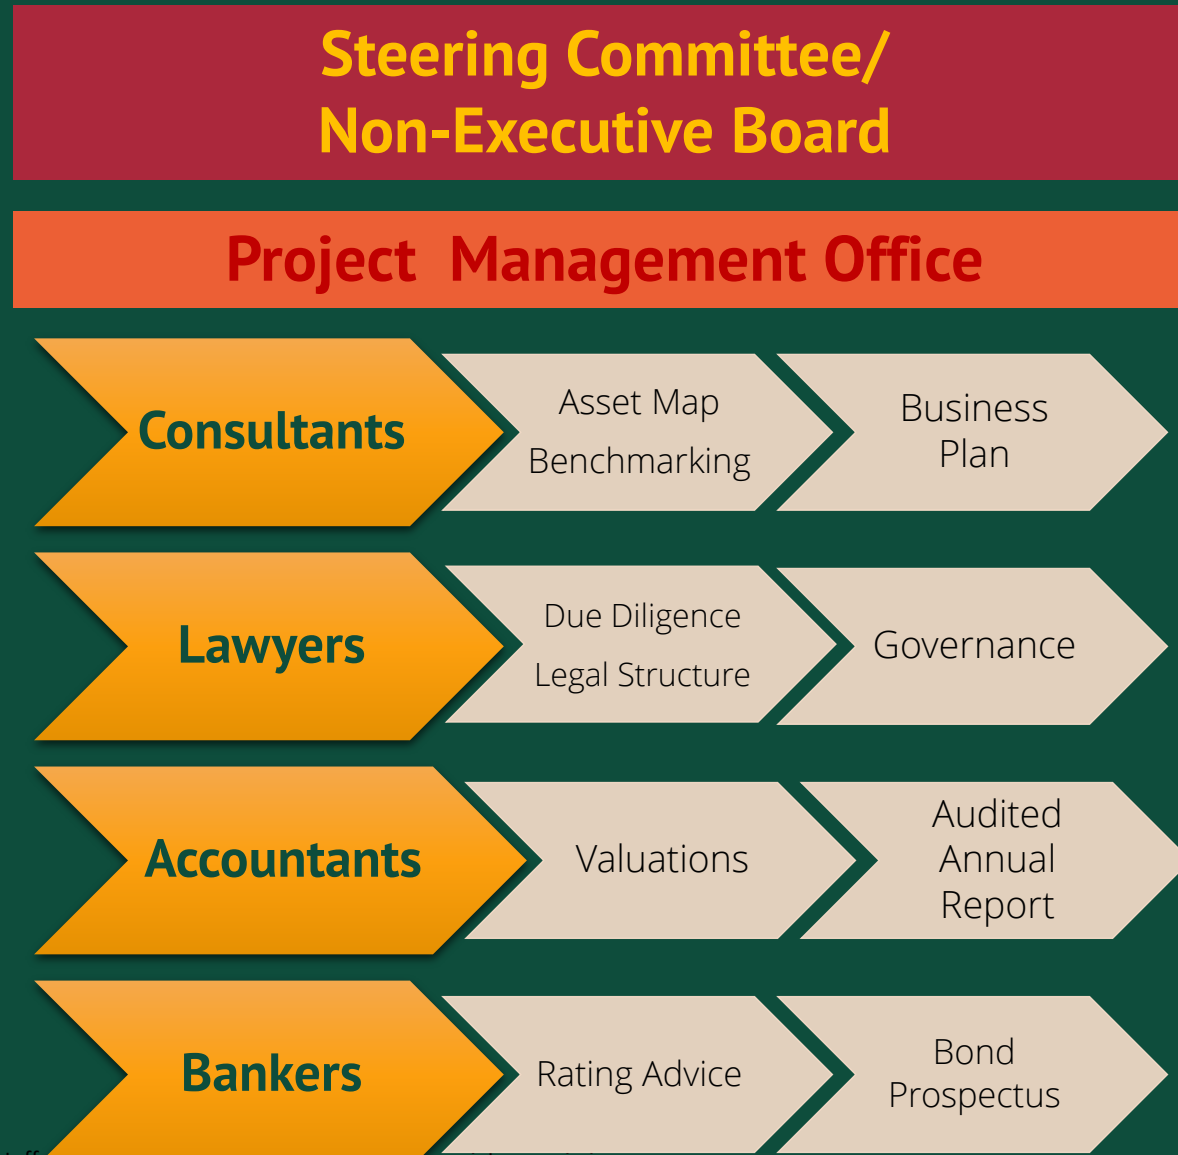 Steering Committee/
Non-Executive Board
Project Management Office
Consultants
Asset Map
Benchmarking
Business
Plan
Lawyers
Due Diligence
Legal Structure
Governance
Accountants
Valuations
Audited
Annual
Report
Bankers
Rating Advice
Bond
Prospectus